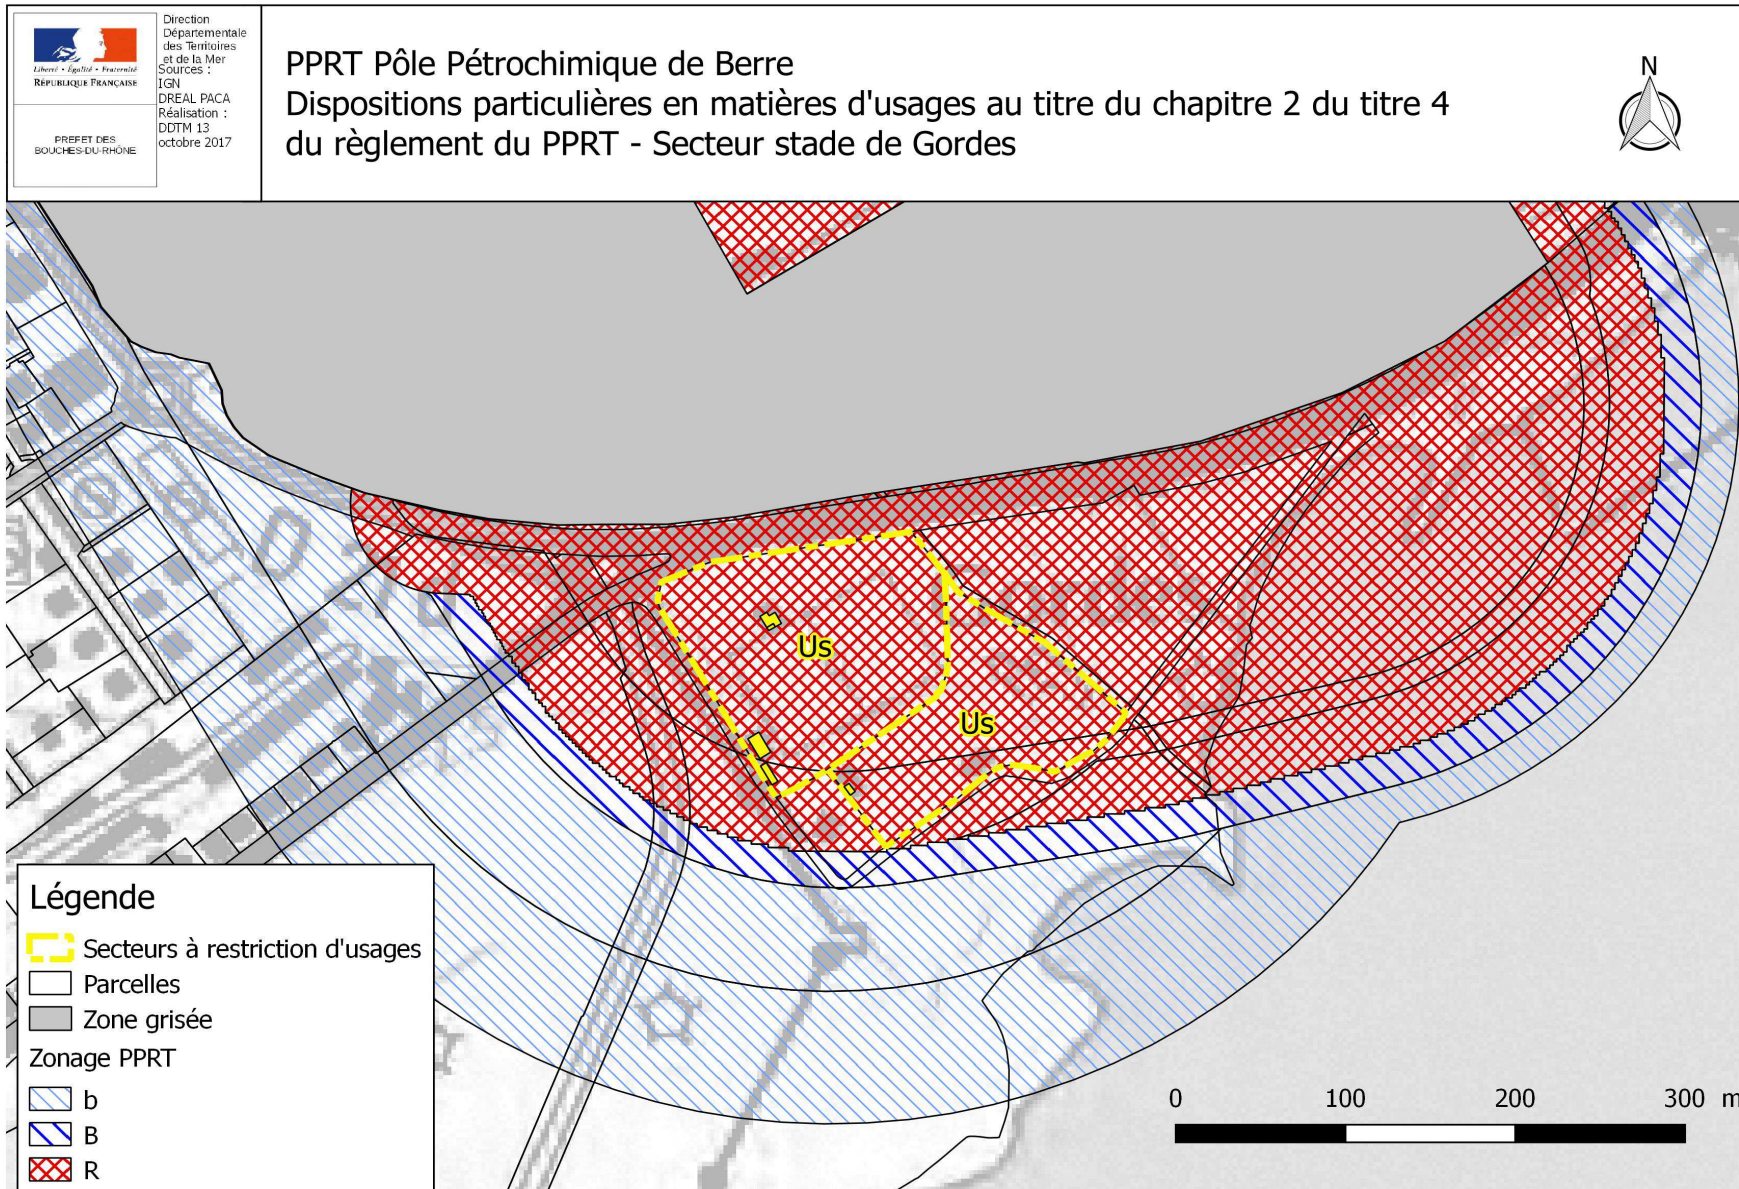 Liberté • Égalité • Fraternité
RÉPUBLIQUE FRANÇAISE
PREFET DES
BOUCHES-DU-RHÔNE
Direction
Départementale
des Territoires
et de la Mer
Sources :
IGN
DREAL PACA
Réalisation :
DDTM 13
octobre 2017
PPRT Pôle Pétrochimique de Berre
Dispositions particulières en matières d'usages au titre du chapitre 2 du titre 4
du règlement du PPRT - Secteur stade de Gordes
N
Gordes
Us
Us
Légende
Secteurs à restriction d'usages
Parcelles
Zone grisée
Zonage PPRT
b
B
R
0 100 200 300 m